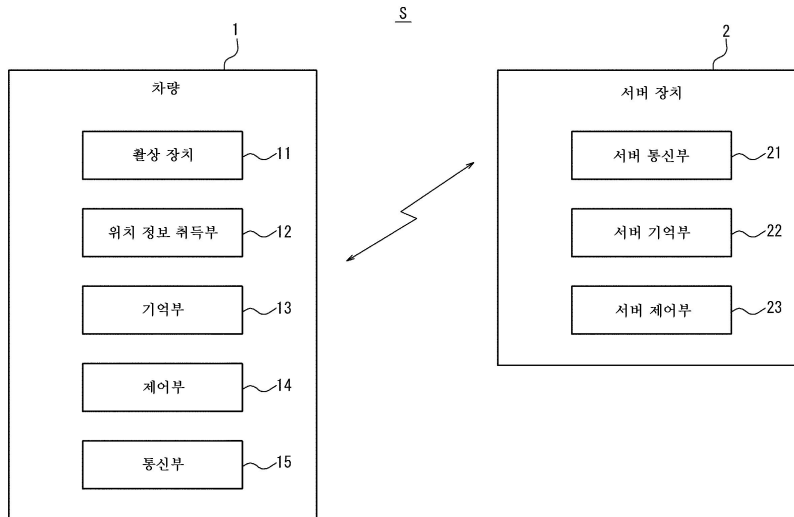 S
1
차량
촬상 장치
11
위치 정보 취득부
12
기억부
13
제어부
14
통신부
15
2
서버 장치
서버 통신부
21
서버 기억부
22
서버 제어부
23